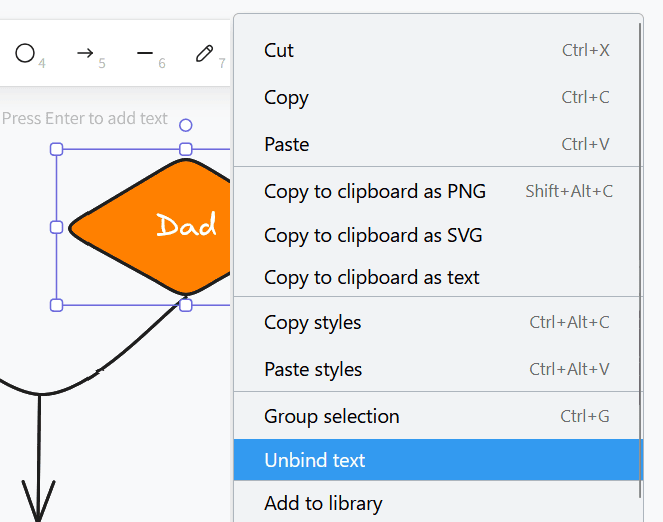 4 5 6 7
Press Enter to add text
Dad
Cut Ctrl+X
Copy Ctrl+C
Paste Ctrl+V
Copy to clipboard as PNG Shift+Alt+C
Copy to clipboard as SVG
Copy to clipboard as text
Copy styles Ctrl+Alt+C
Paste styles Ctrl+Alt+V
Group selection Ctrl+G
Unbind text
Add to library